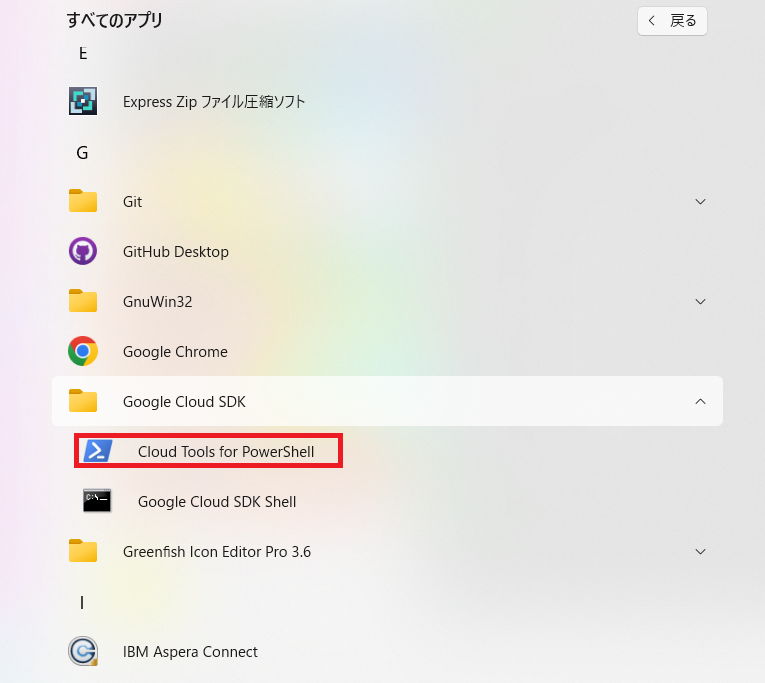 すべてのアプリ
戻る
E
Express Zip ファイル圧縮ソフト
G
Git
GitHub Desktop
GnuWin32
Google Chrome
Google Cloud SDK
Cloud Tools for PowerShell
C:\
Google Cloud SDK Shell
Greenfish Icon Editor Pro 3.6
I
IBM Aspera Connect